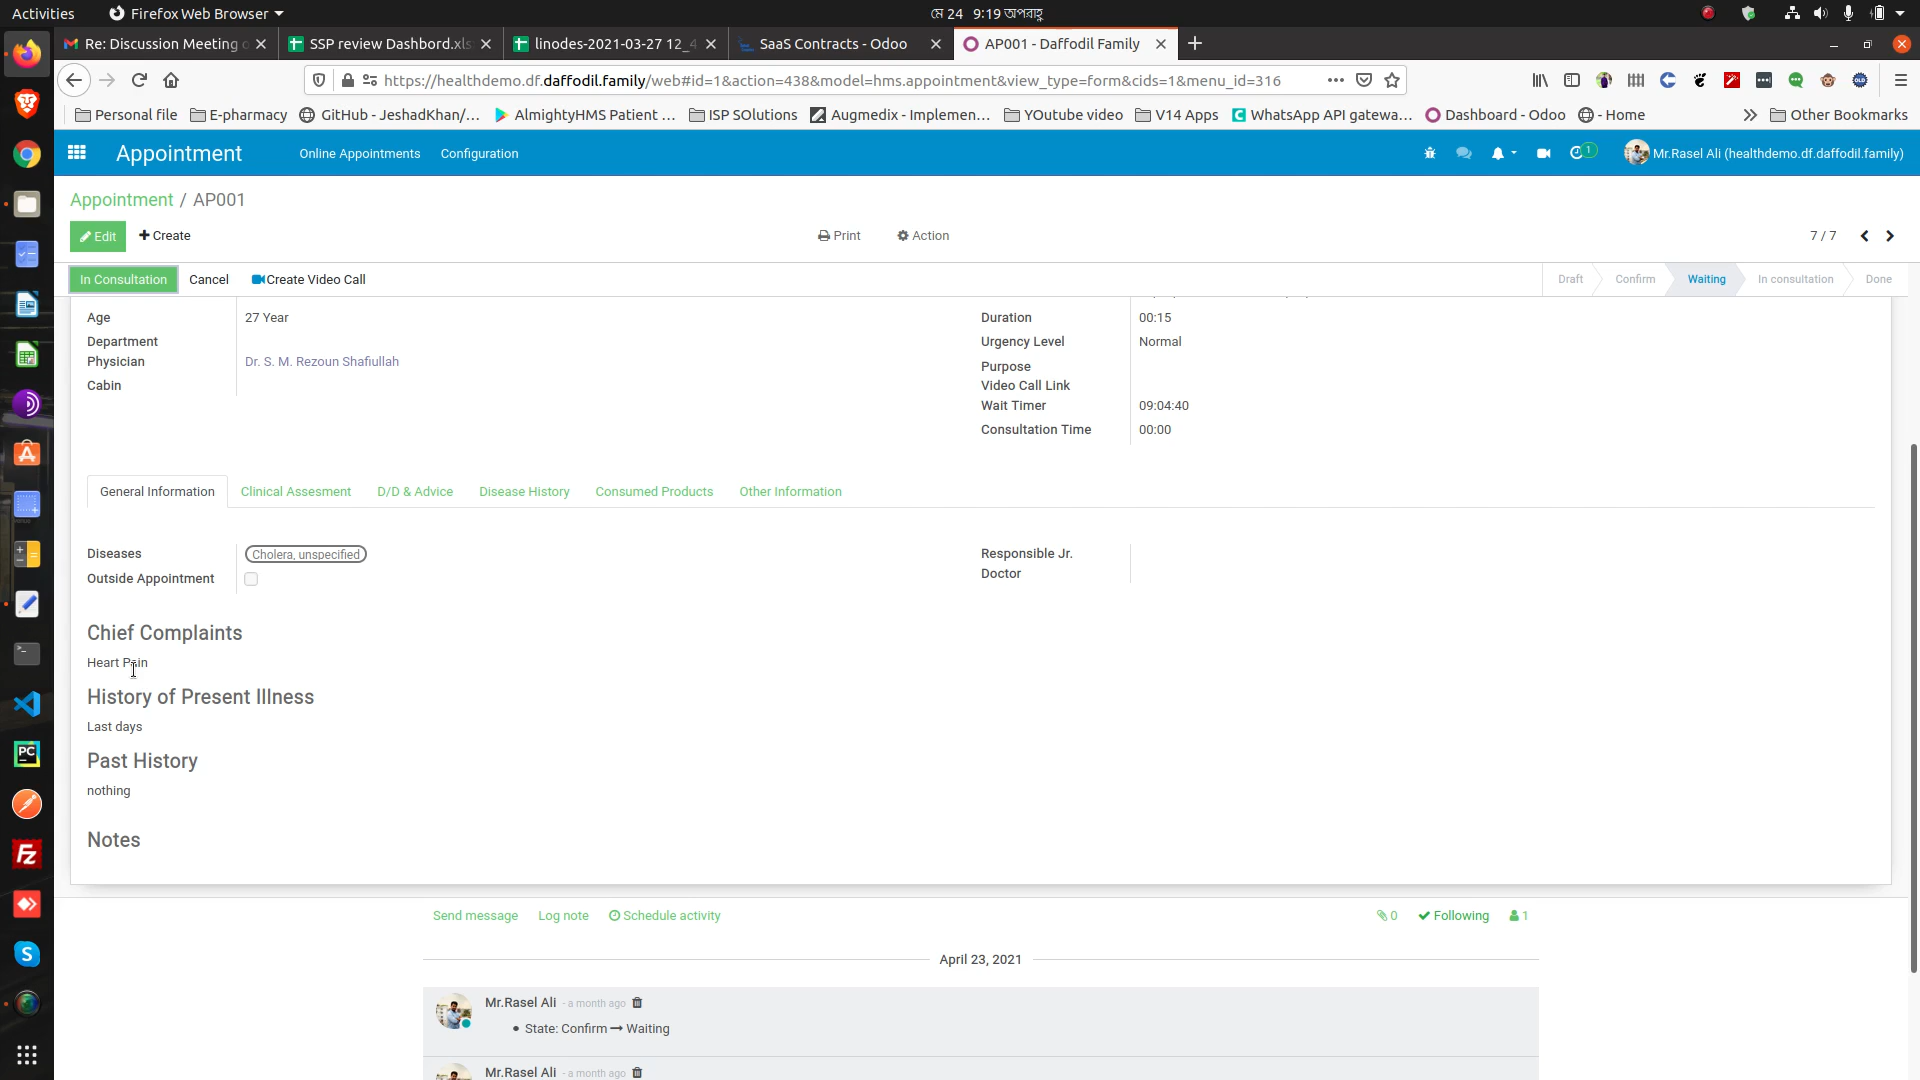 Activities Firefox Web Browser মে 24 9:19 অপরাহ্ন
Re: Discussion Meeting SSP review Dashbord.xls linodes-2021-03-27 12_4 SaaS Contracts - Odoo AP001 - Daffodil Family
https://healthdemo.df.daffodil.family/web#id=1&action=438&model=hms.appointment&view_type=form&cids=1&menu_id=316
Personal file E-pharmacy GitHub - JeshadKhan/... AlmightyHMS Patient ... ISP SOlutions Augmedix - Implemen... YOutube video V14 Apps WhatsApp API gatewa... Dashboard - Odoo - Home Other Bookmarks
Appointment Online Appointments Configuration 1 Mr.Rasel Ali (healthdemo.df.daffodil.family)
Appointment / AP001
Edit Create Print Action 7 / 7
In Consultation Cancel Create Video Call Draft Confirm Waiting In consultation Done
Age 27 Year Duration 00:15
Department Urgency Level Normal
Physician Dr. S. M. Rezoun Shafiullah Purpose
Cabin Video Call Link
Wait Timer 09:04:40
Consultation Time 00:00
General Information Clinical Assesment D/D & Advice Disease History Consumed Products Other Information
Diseases Cholera, unspecified Responsible Jr.
Outside Appointment Doctor
Chief Complaints
Heart Pain
History of Present Illness
Last days
Past History
nothing
Notes
Send message Log note Schedule activity 0 Following 1
April 23, 2021
Mr.Rasel Ali - a month ago
• State: Confirm → Waiting
Mr.Rasel Ali - a month ago